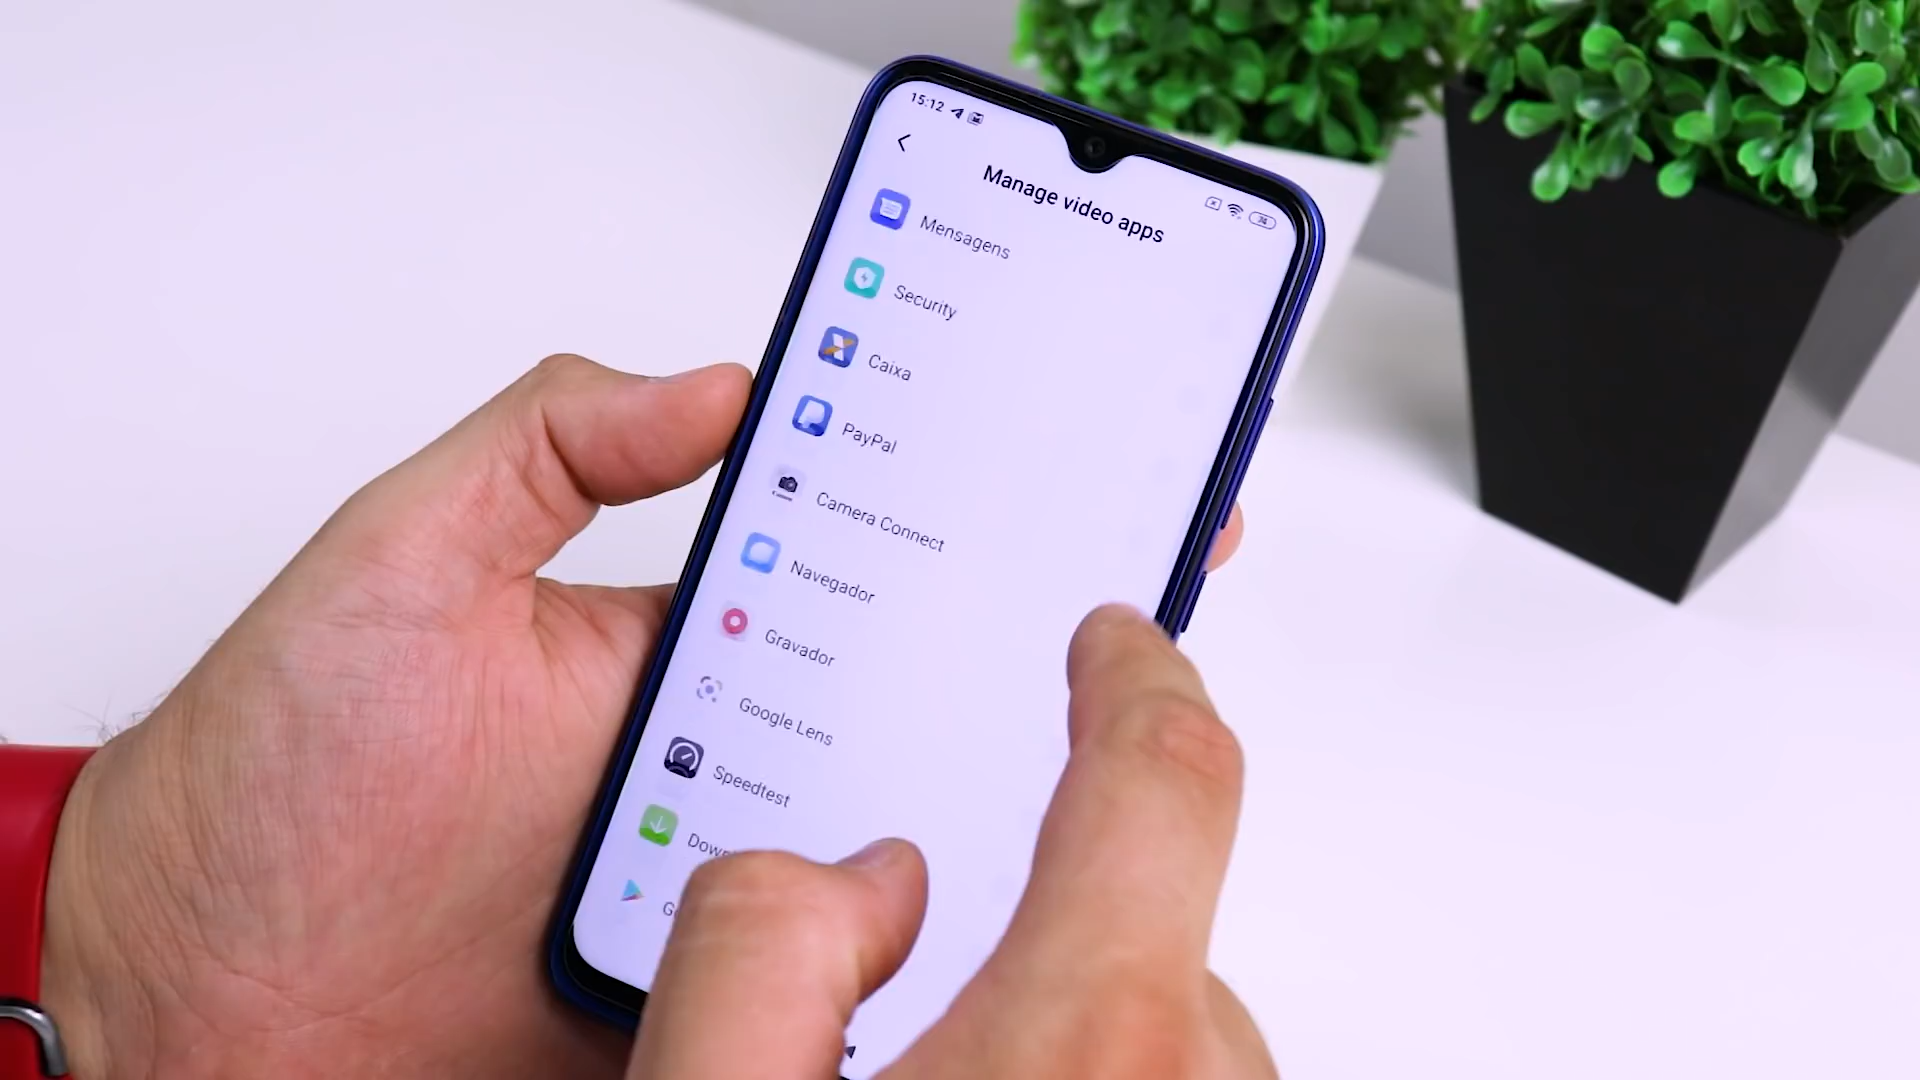 15:12
Manage video apps
Mensagens
Security
Caixa
PayPal
Camera Connect
Navegador
Gravador
Google Lens
Speedtest